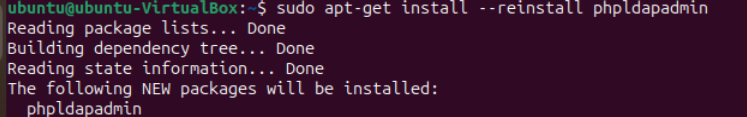 ubuntu@ubuntu-VirtualBox:~$ sudo apt-get install --reinstall phpldapadmin
Reading package lists... Done
Building dependency tree... Done
Reading state information... Done
The following NEW packages will be installed:
  phpldapadmin